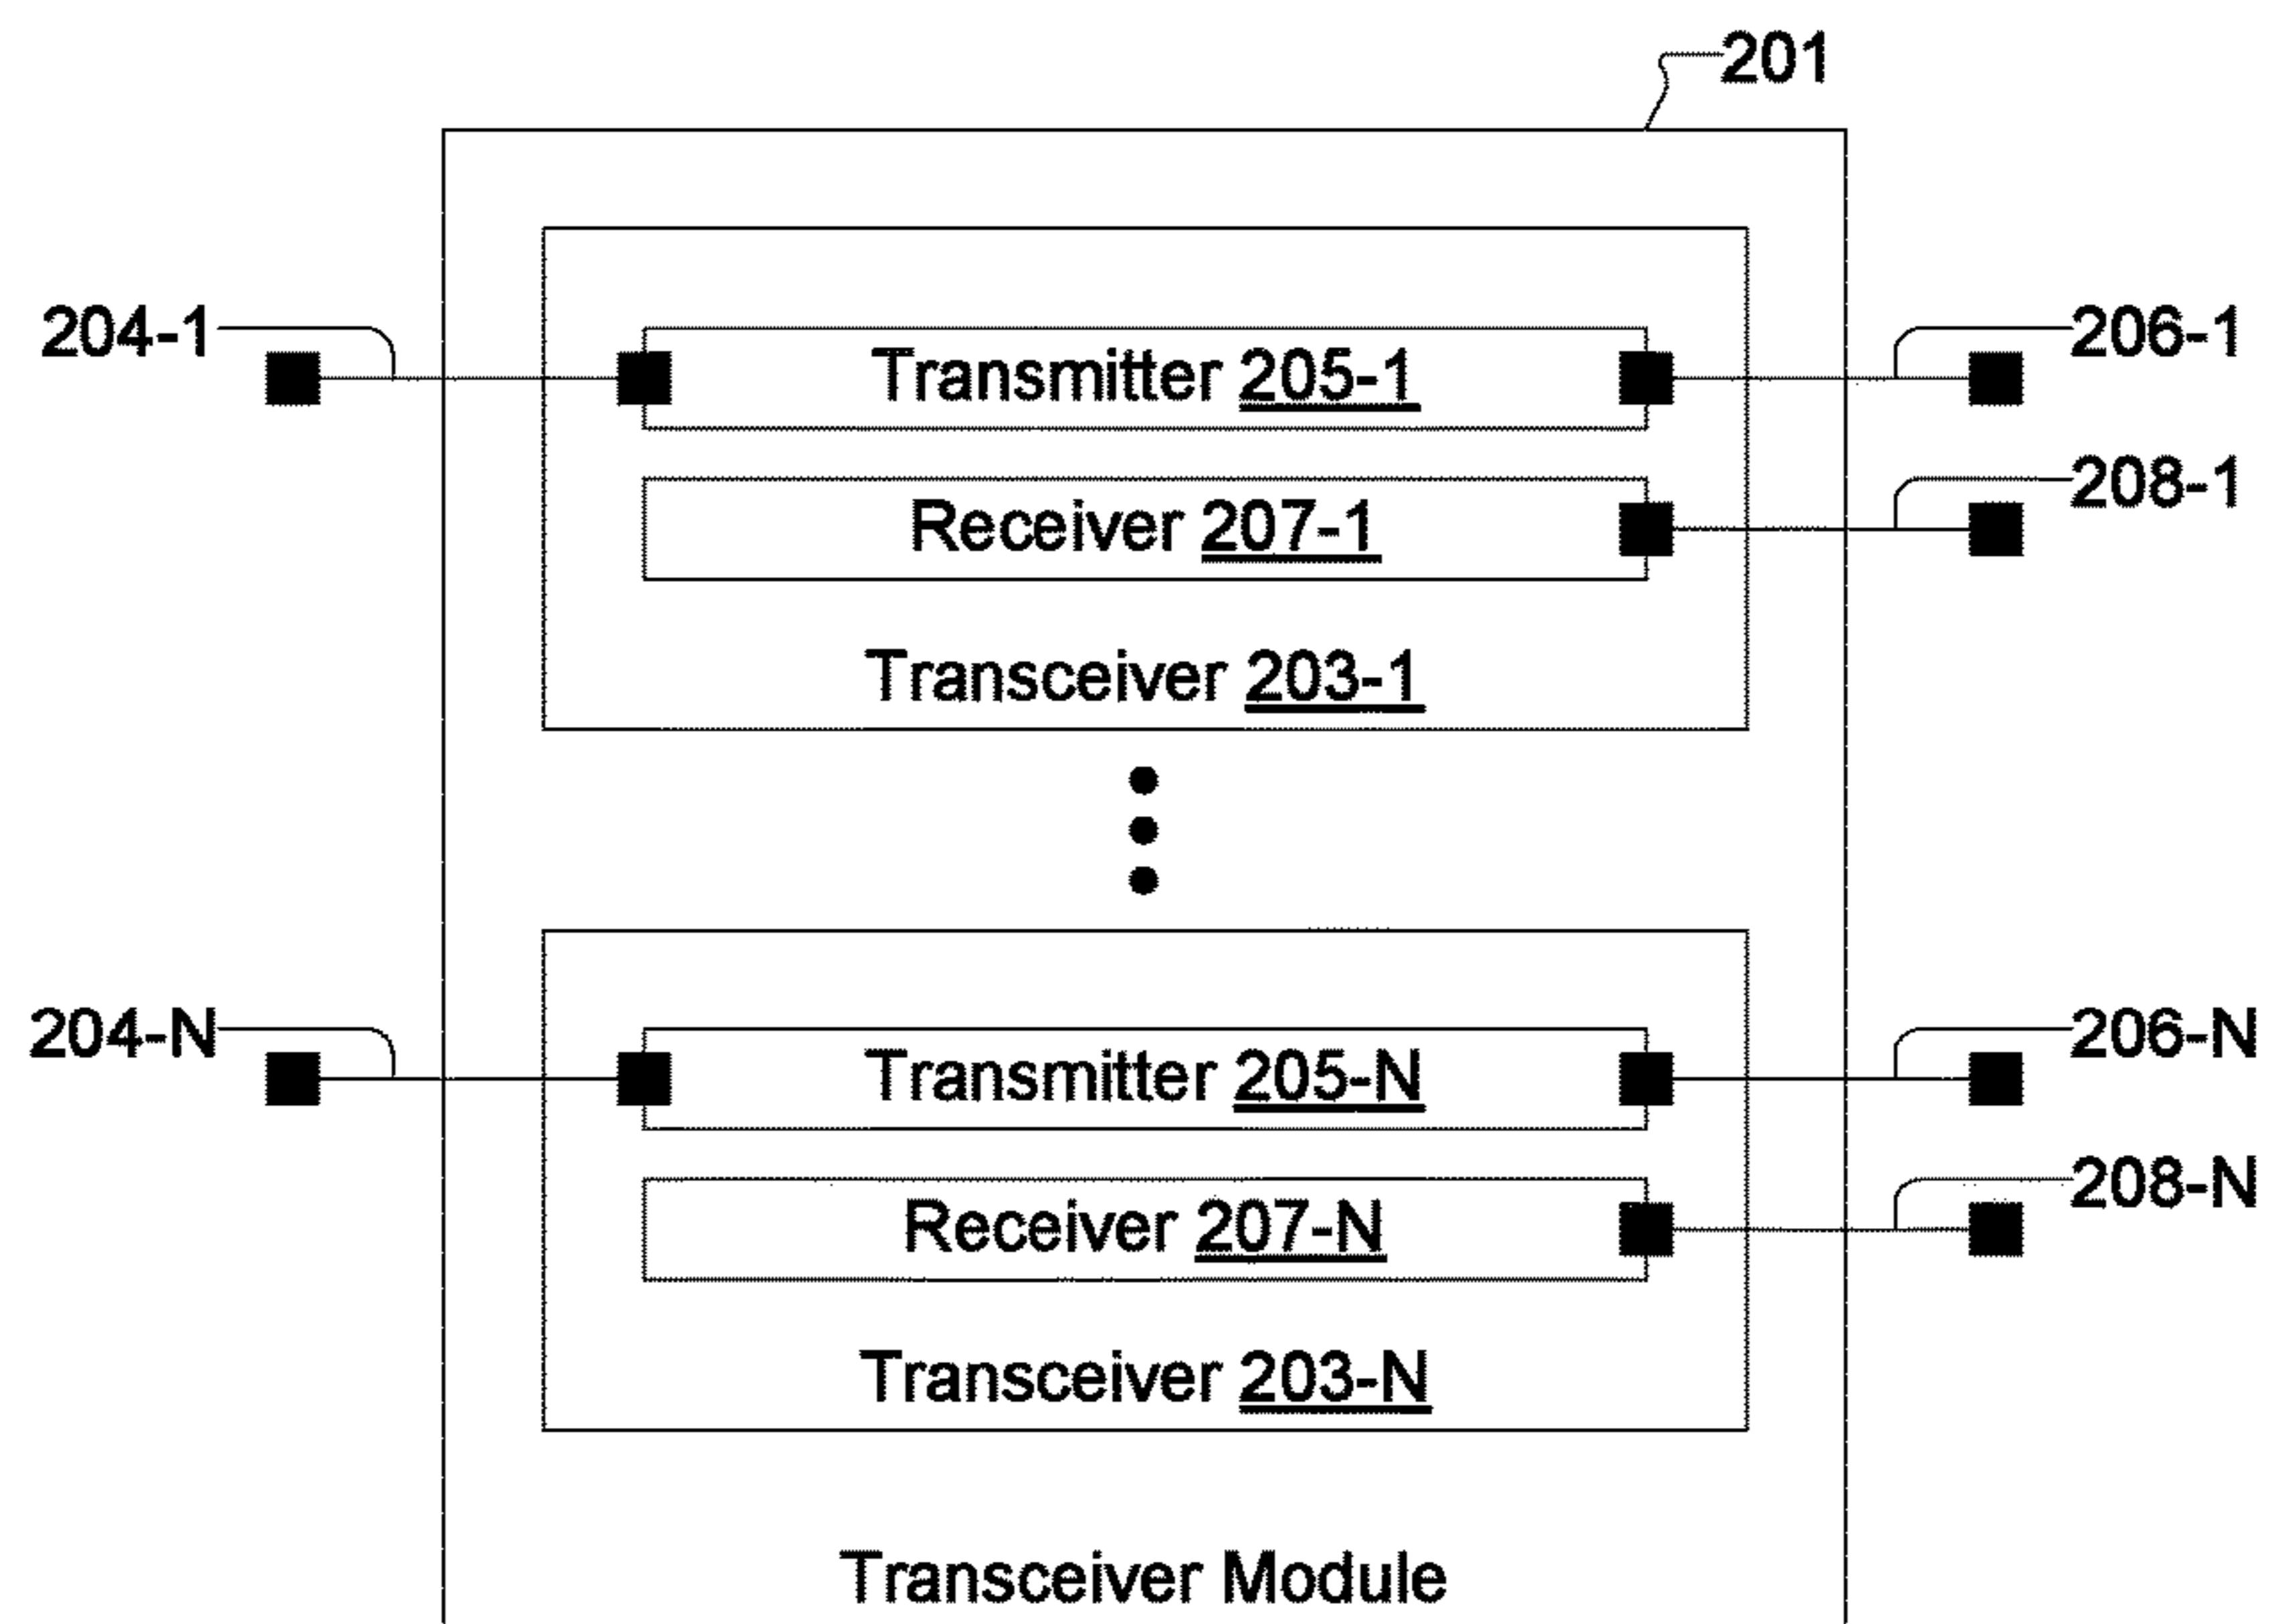 201
204-1
Transmitter 205-1
206-1
Receiver 207-1
208-1
Transceiver 203-1
204-N
Transmitter 205-N
206-N
Receiver 207-N
208-N
Transceiver 203-N
Transceiver Module